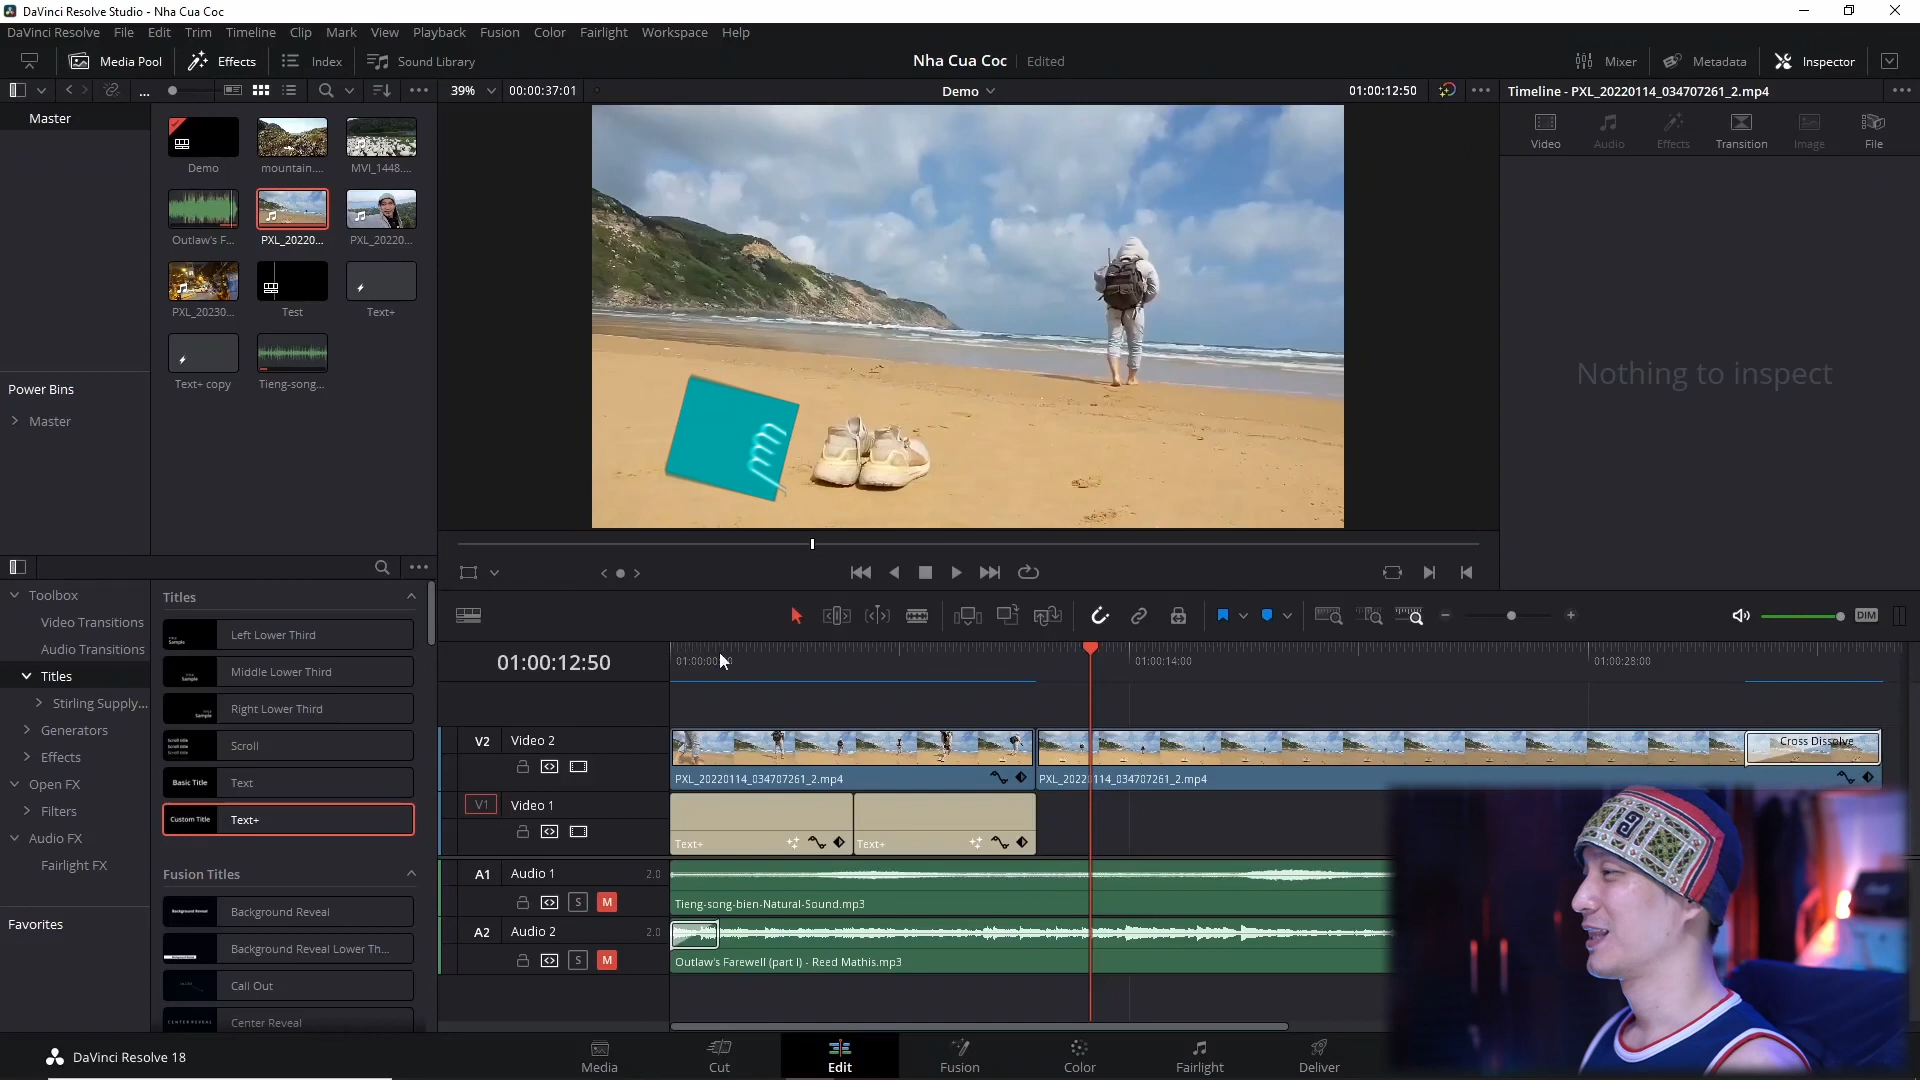 DaVinci Resolve Studio - Nha Cua Coc
DaVinci Resolve File Edit Trim Timeline Clip Mark View Playback Fusion Color Fairlight Workspace Help
Media Pool Effects Index Sound Library
Nha Cua Coc Edited
Mixer Metadata Inspector
39% 00:00:37:01
Demo
01:00:12:50
Timeline - PXL_20220114_034707261_2.mp4
Master
Demo mountain.... MVI_1448....
Outlaw's F... PXL_20220... PXL_20220...
PXL_20230... Test Text+
Text+ copy Tieng-song...
Power Bins
Master
Video Audio Effects Transition Image File
Nothing to inspect
Toolbox
Video Transitions
Audio Transitions
Titles
Stirling Supply...
Generators
Effects
Open FX
Filters
Audio FX
Fairlight FX
Favorites
Titles
Left Lower Third
Middle Lower Third
Right Lower Third
Scroll
Basic Title Text
Custom Title Text+
Fusion Titles
Background Reveal
Background Reveal Lower Th...
Call Out
CENTER REVEAL Center Reveal
DIM
01:00:12:50
01:00:14:00 01:00:28:00
V2 Video 2
PXL_20220114_034707261_2.mp4
PXL_20220114_034707261_2.mp4
Cross Dissolve
V1 Video 1
Text+ Text+
A1 Audio 1 2.0
S M
Tieng-song-bien-Natural-Sound.mp3
A2 Audio 2 2.0
S M
Outlaw's Farewell (part I) - Reed Mathis.mp3
DaVinci Resolve 18
Media Cut Edit Fusion Color Fairlight Deliver